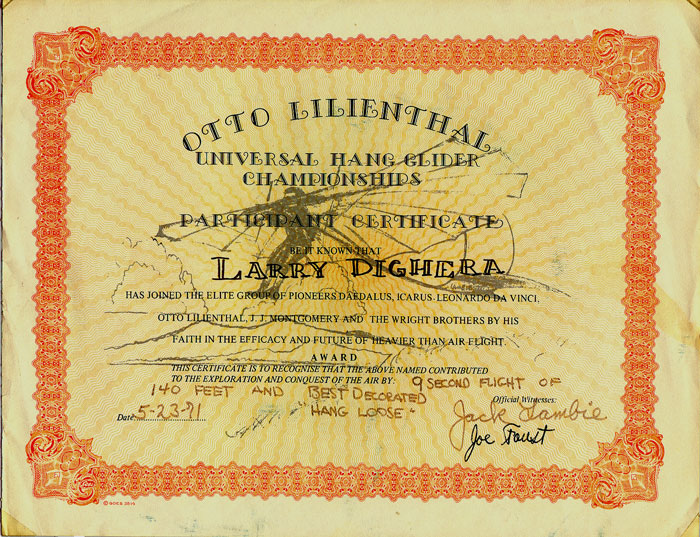 OTTO LILIENTHAL
UNIVERSAL HANG GLIDER
CHAMPIONSHIPS
PARTICIPANT CERTIFICATE
BE IT KNOWN THAT
LARRY DIGHERA
HAS JOINED THE ELITE GROUP OF PIONEERS DAEDALUS, ICARUS, LEONARDO DA VINCI,
OTTO LILIENTHAL, J. J. MONTGOMERY AND THE WRIGHT BROTHERS BY HIS
FAITH IN THE EFFICACY AND FUTURE OF HEAVIER THAN AIR FLIGHT.
AWARD
THIS CERTIFICATE IS TO RECOGNISE THAT THE ABOVE NAMED CONTRIBUTED
TO THE EXPLORATION AND CONQUEST OF THE AIR BY: 9 SECOND FLIGHT OF
140 FEET AND BEST DECORATED
"HANG LOOSE"
Official Witnesses:
Date: 5-23-71
Jack Lambie
Joe Faust
© GOES